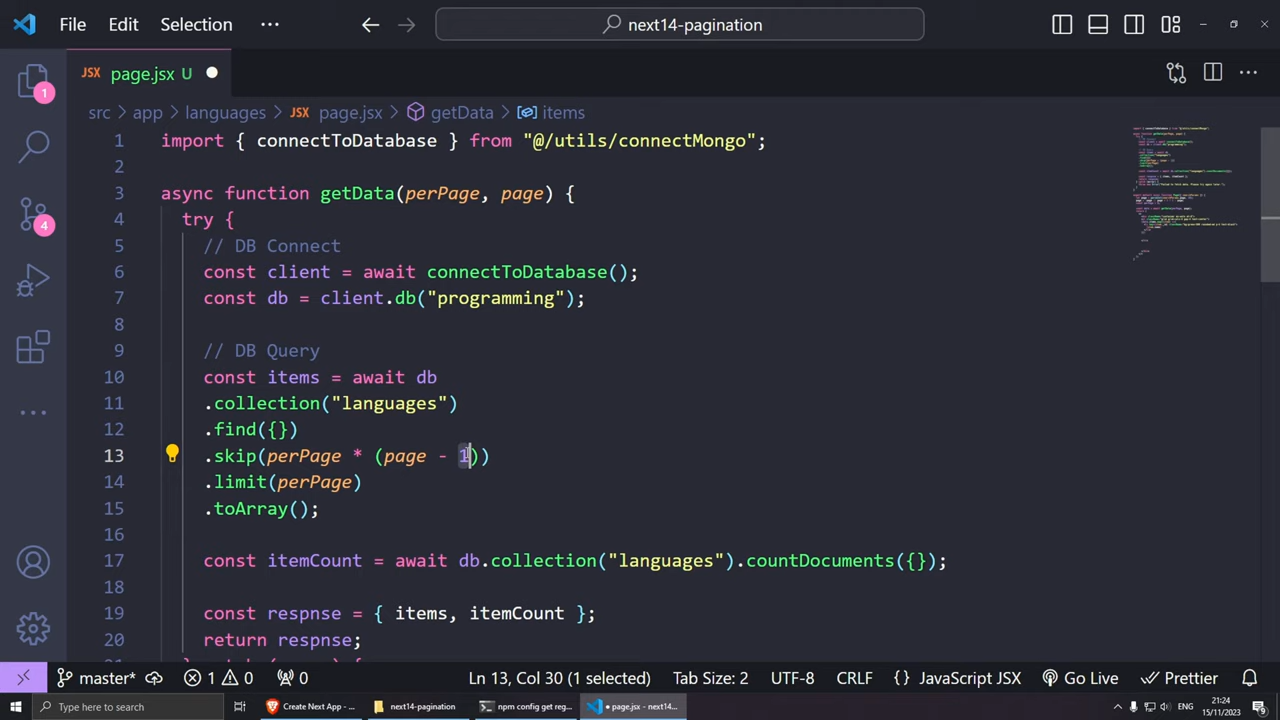 File Edit Selection ··· next14-pagination
JSX page.jsx U
src > app > languages > JSX page.jsx > getData > items
1 import { connectToDatabase } from "@/utils/connectMongo";
2
3 async function getData(perPage, page) {
4 try {
5 // DB Connect
6 const client = await connectToDatabase();
7 const db = client.db("programming");
8
9 // DB Query
10 const items = await db
11 .collection("languages")
12 .find({})
13 .skip(perPage * (page - 1))
14 .limit(perPage)
15 .toArray();
16
17 const itemCount = await db.collection("languages").countDocuments({});
18
19 const respnse = { items, itemCount };
20 return respnse;
1
4
master* 1 0 0 Ln 13, Col 30 (1 selected) Tab Size: 2 UTF-8 CRLF {} JavaScript JSX Go Live Prettier
Type here to search Create Next App - ... next14-pagination npm config get reg... page.jsx - next14... 21:24
15/11/2023